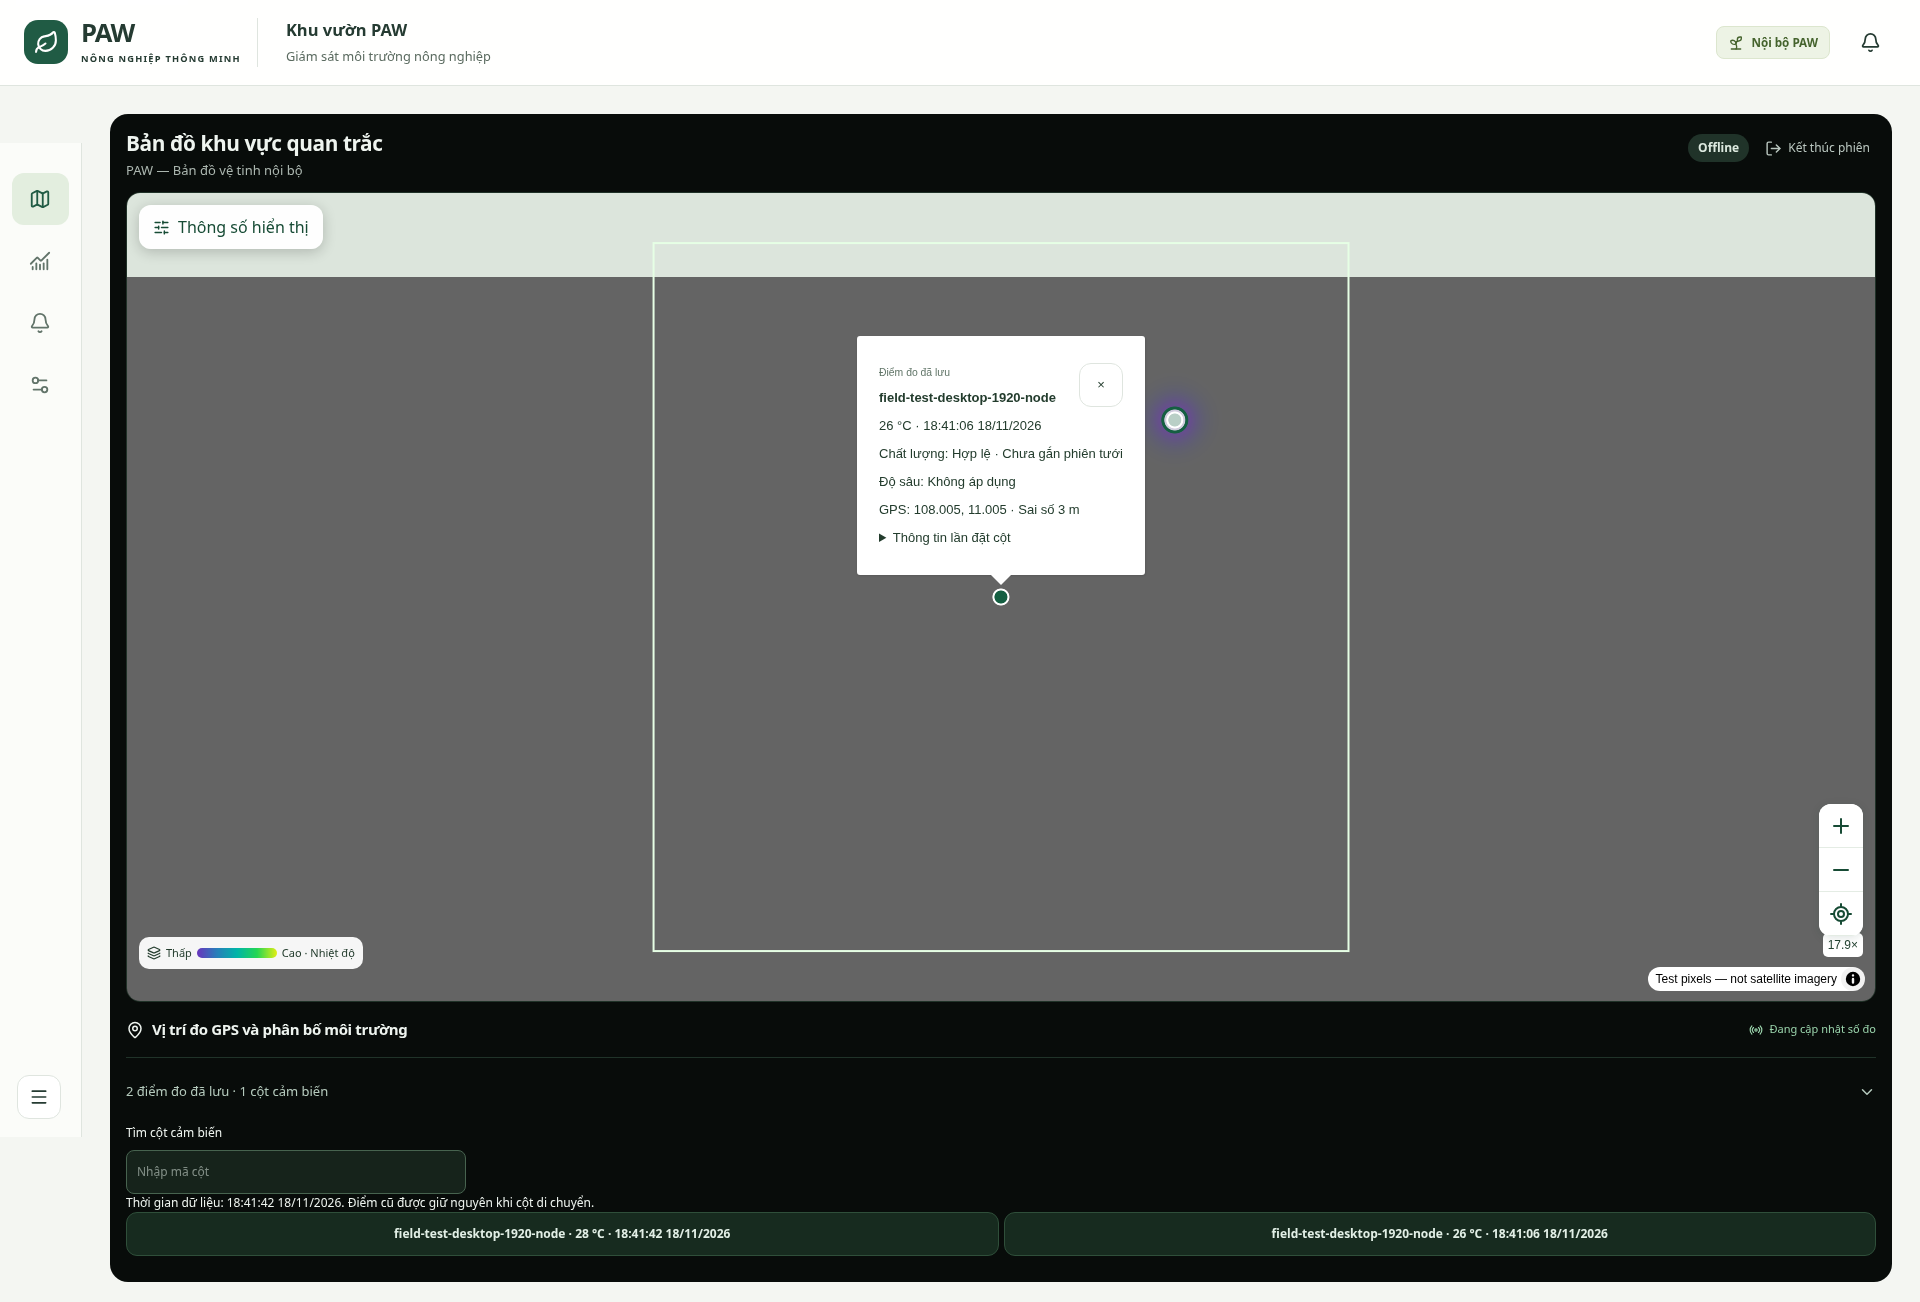 PAW
NÔNG NGHIỆP THÔNG MINH
Khu vườn PAW
Giám sát môi trường nông nghiệp
Nội bộ PAW
Bản đồ khu vực quan trắc
PAW — Bản đồ vệ tinh nội bộ
Offline
Kết thúc phiên
Thông số hiển thị
Điểm đo đã lưu
×
field-test-desktop-1920-node
26 °C · 18:41:06 18/11/2026
Chất lượng: Hợp lệ · Chưa gắn phiên tưới
Độ sâu: Không áp dụng
GPS: 108.005, 11.005 · Sai số 3 m
▶ Thông tin lần đặt cột
Thấp
Cao · Nhiệt độ
17.9×
Test pixels — not satellite imagery
Vị trí đo GPS và phân bố môi trường
Đang cập nhật số đo
2 điểm đo đã lưu · 1 cột cảm biến
Tìm cột cảm biến
Nhập mã cột
Thời gian dữ liệu: 18:41:42 18/11/2026. Điểm cũ được giữ nguyên khi cột di chuyển.
field-test-desktop-1920-node · 28 °C · 18:41:42 18/11/2026
field-test-desktop-1920-node · 26 °C · 18:41:06 18/11/2026